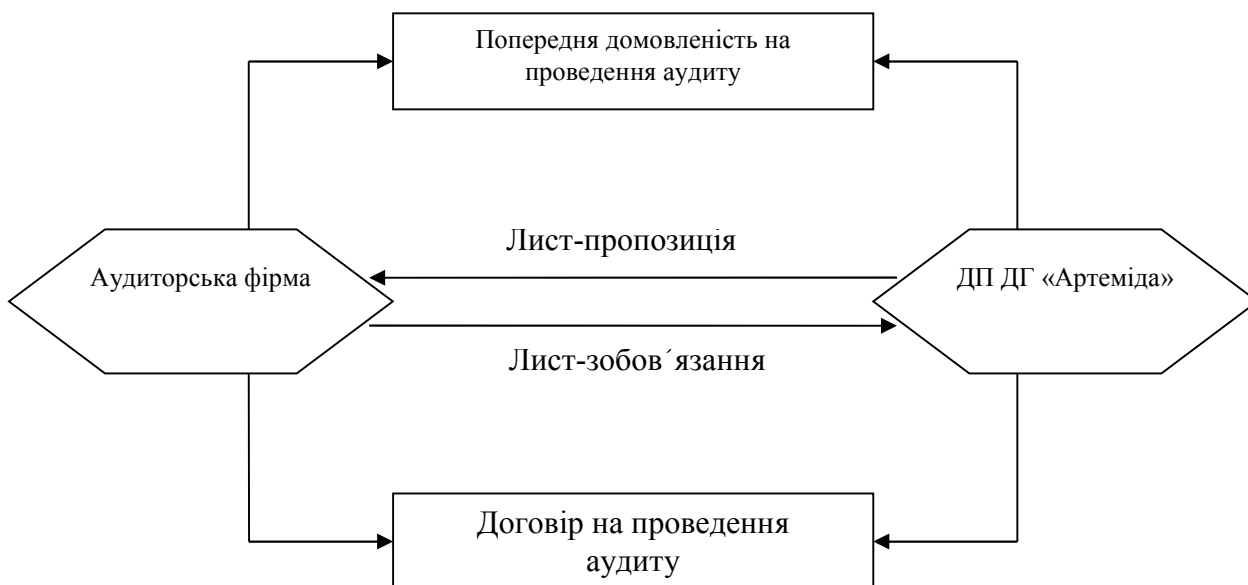 Попередня домовленість на
проведення аудиту
Лист-пропозиція
Аудиторська фірма
ДП ДГ «Артеміда»
Лист-зобов´язання
Договір на проведення
аудиту